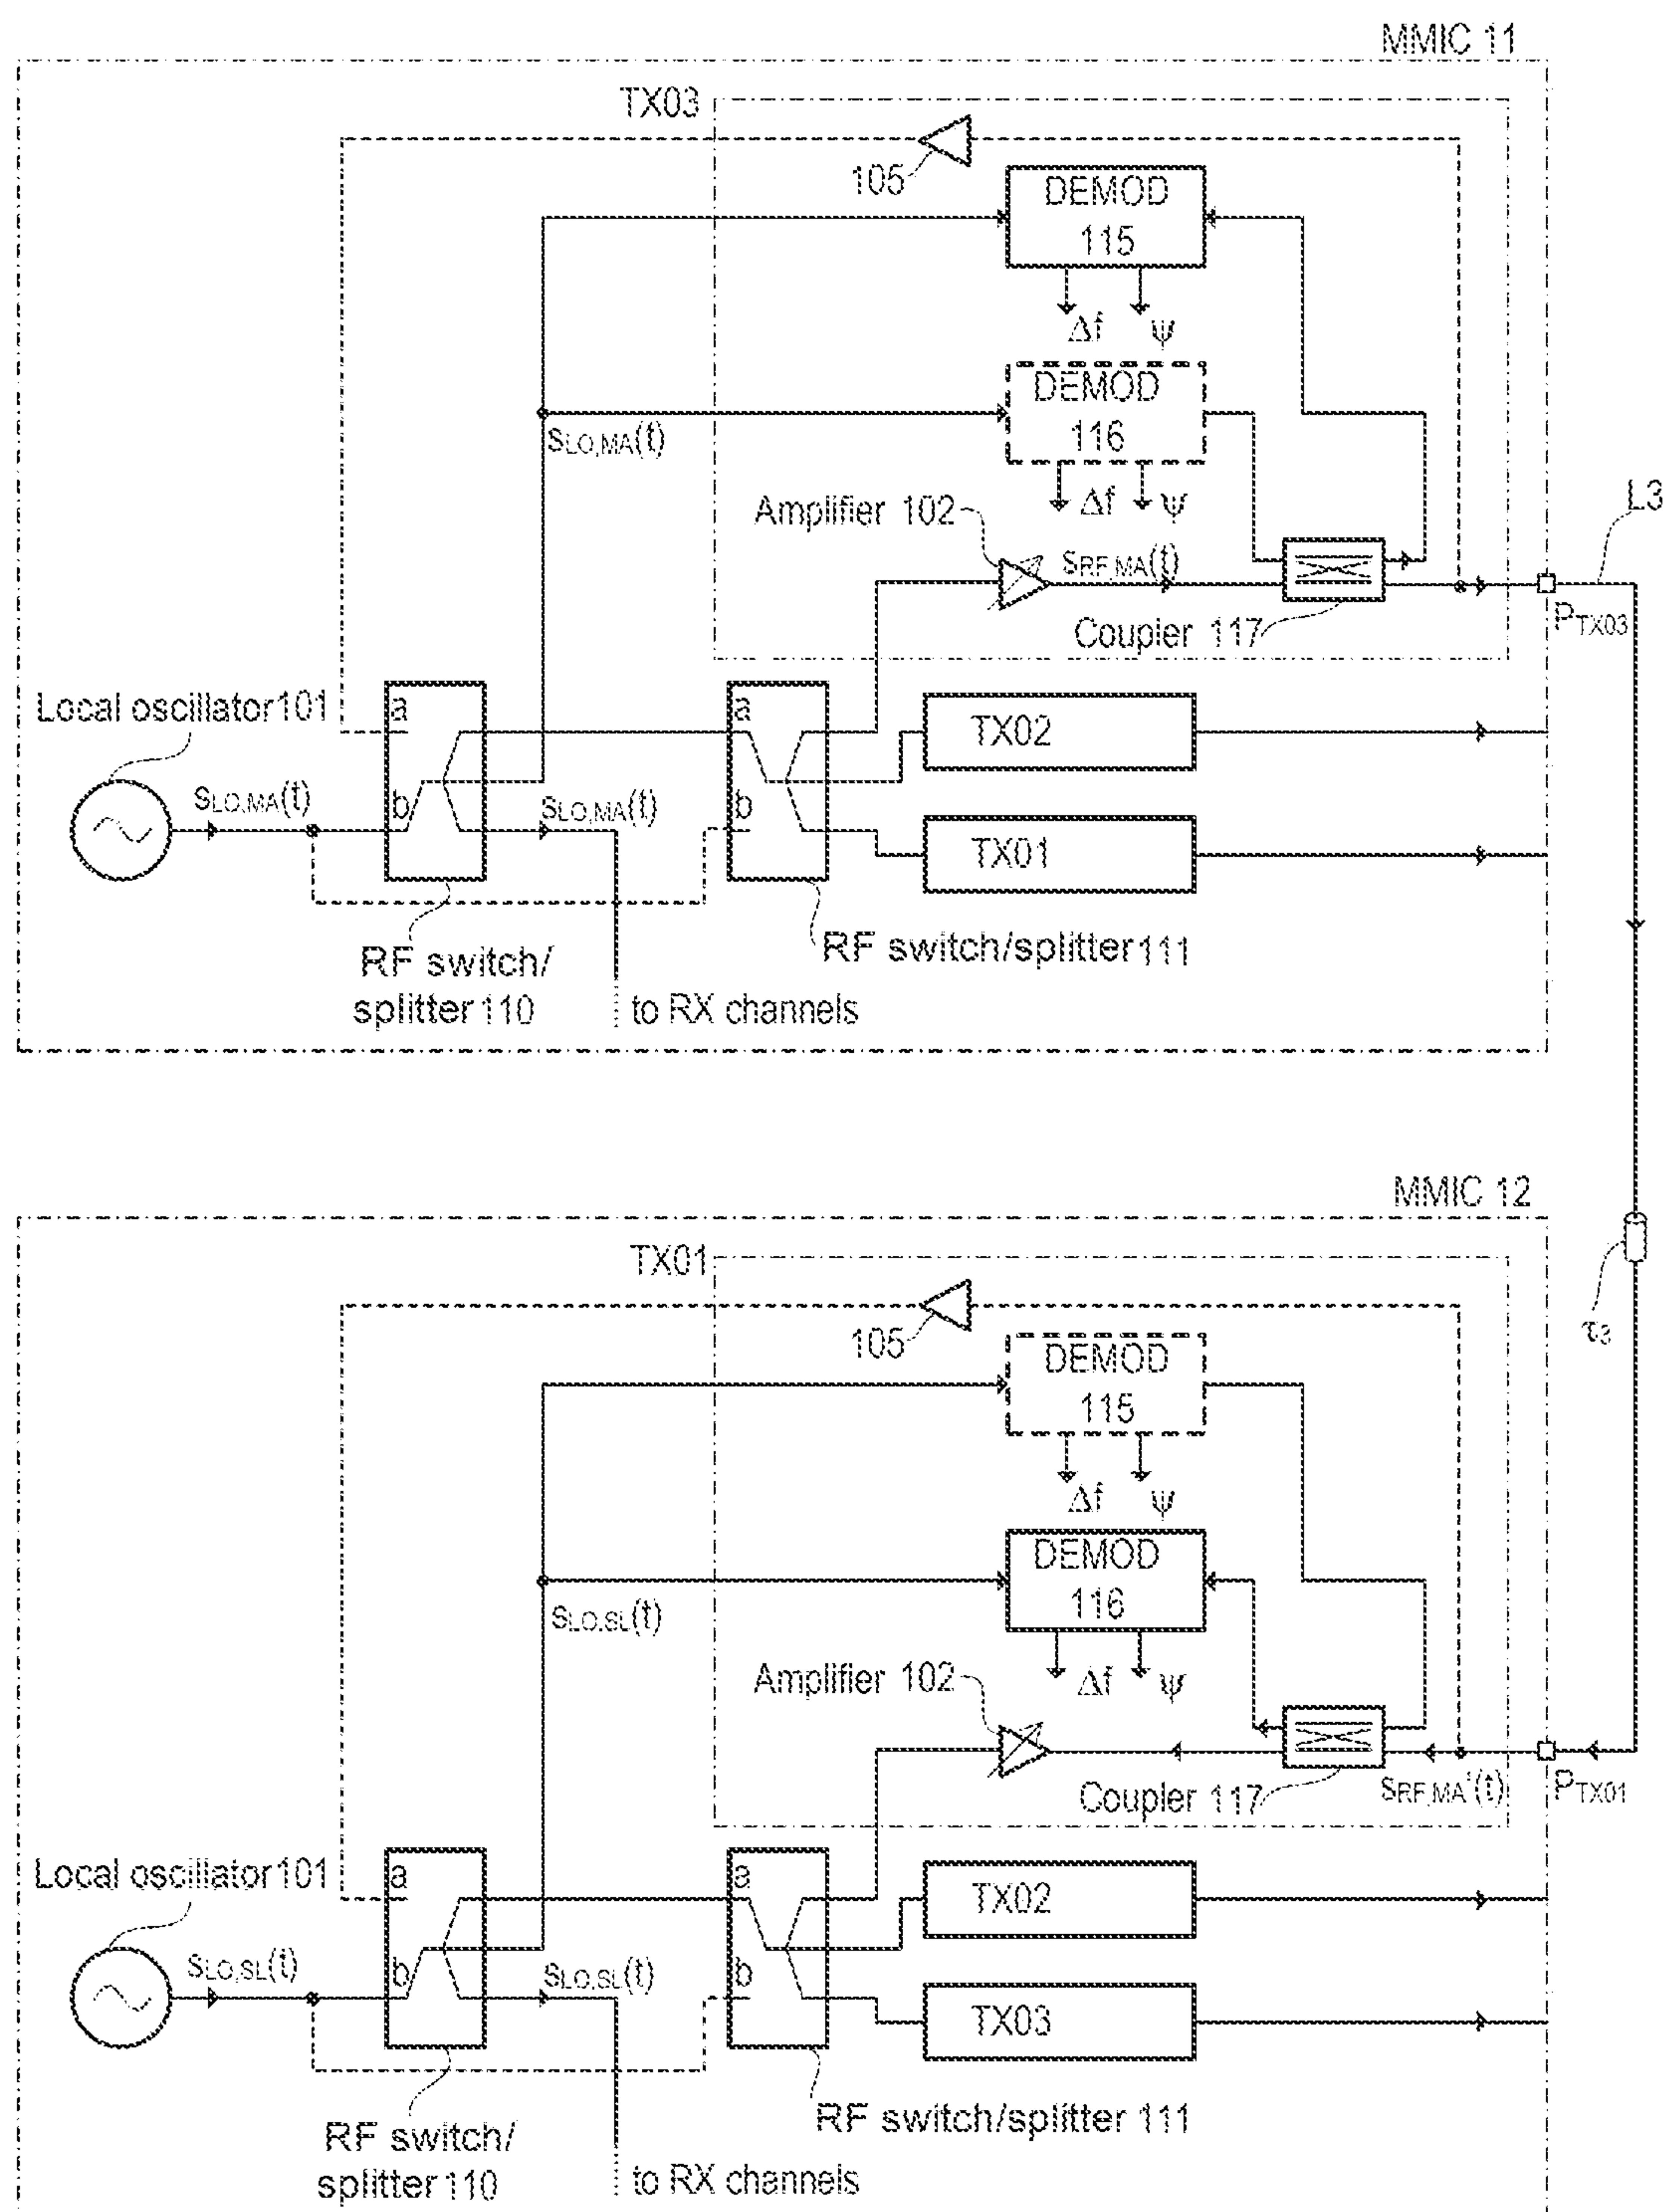 MMIC 11
TX03
105
DEMOD
115
Δf ψ
DEMOD
116
sLO,MA(t)
Δf ψ
Amplifier 102
sRF,MA(t)
L3
Coupler 117
PTX03
Local oscillator101
a
a
TX02
sLO,MA(t)
b
sLO,MA(t)
b
TX01
RF switch/
splitter 110
RF switch/splitter 111
to RX channels
MMIC 12
TX01
105
τ3
DEMOD
115
Δf ψ
DEMOD
116
sLO,SL(t)
Δf ψ
Amplifier 102
Coupler 117
sRF,MA'(t)
PTX01
Local oscillator101
a
a
TX02
sLO,SL(t)
b
sLO,SL(t)
b
TX03
RF switch/
splitter 110
RF switch/splitter 111
to RX channels